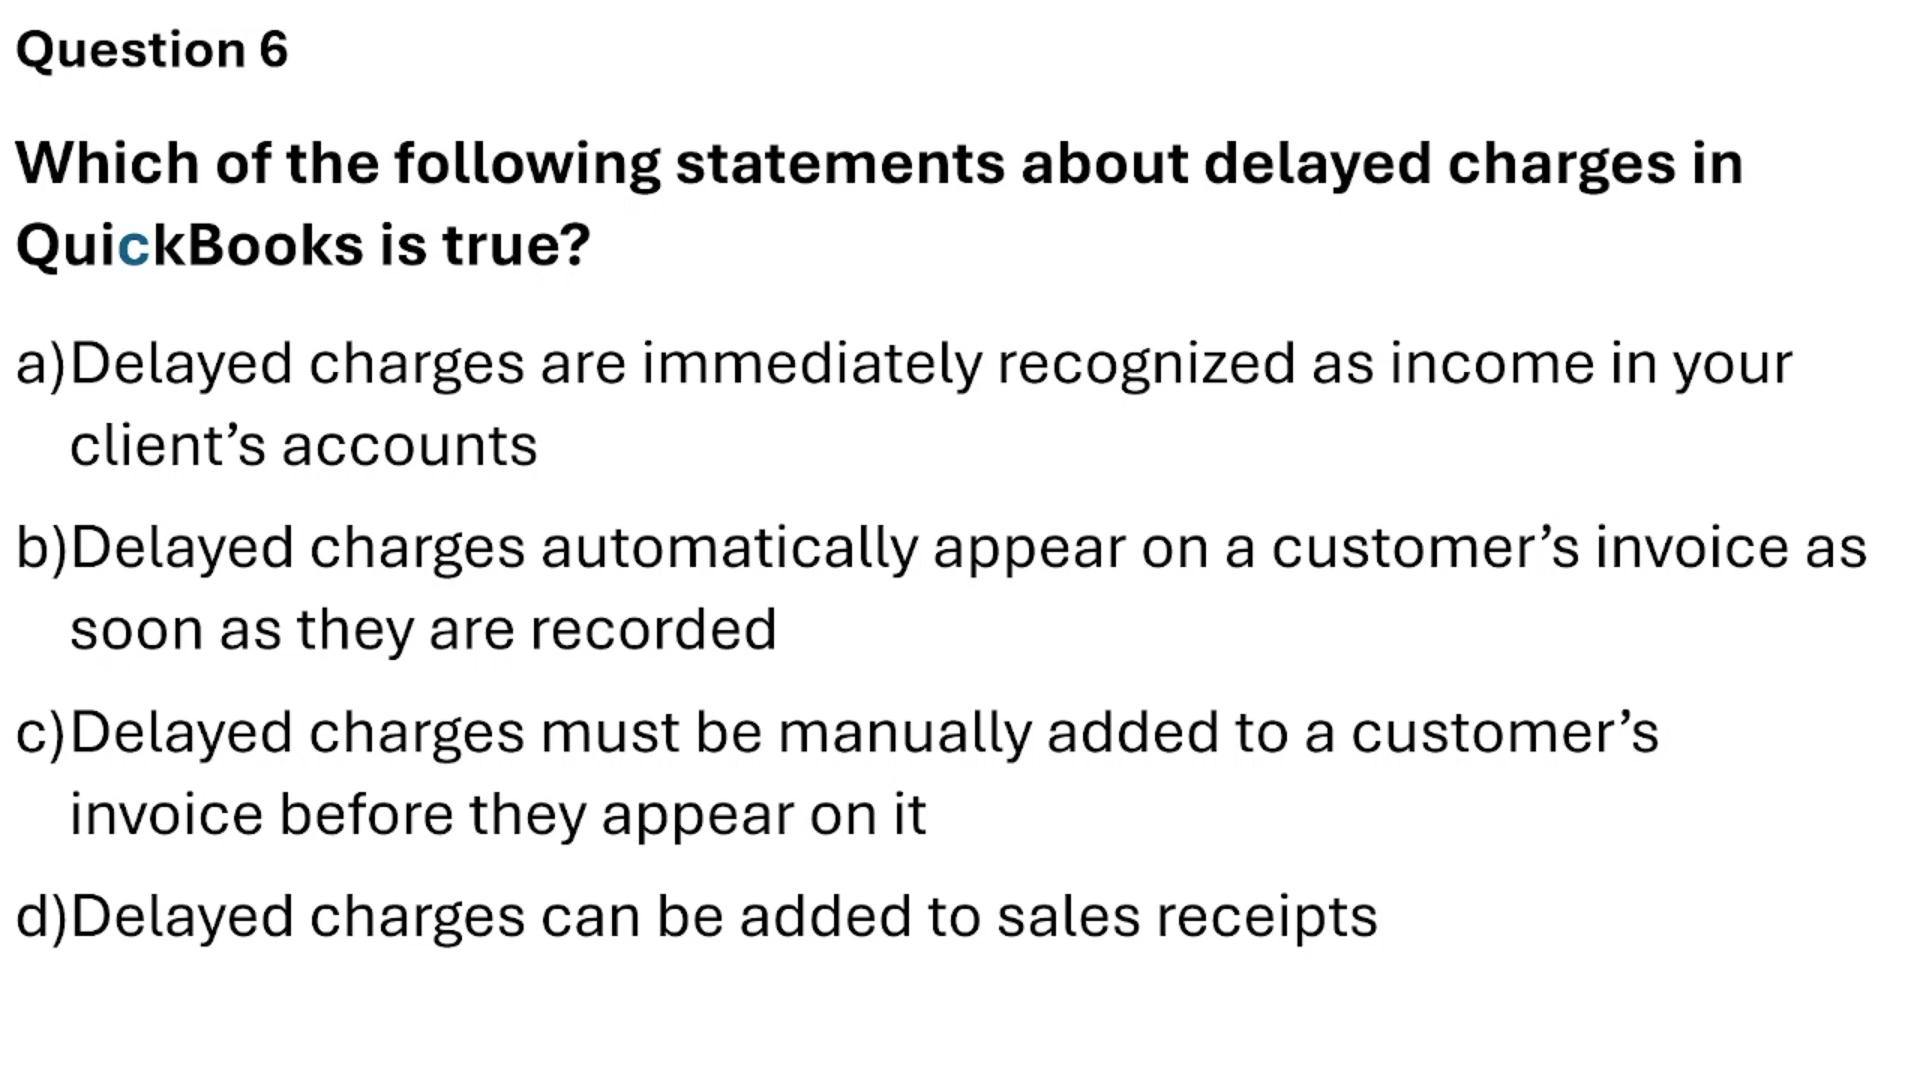 Question 6
Which of the following statements about delayed charges in
QuickBooks is true?
a)Delayed charges are immediately recognized as income in your
client’s accounts
b)Delayed charges automatically appear on a customer’s invoice as
soon as they are recorded
c)Delayed charges must be manually added to a customer’s
invoice before they appear on it
d)Delayed charges can be added to sales receipts